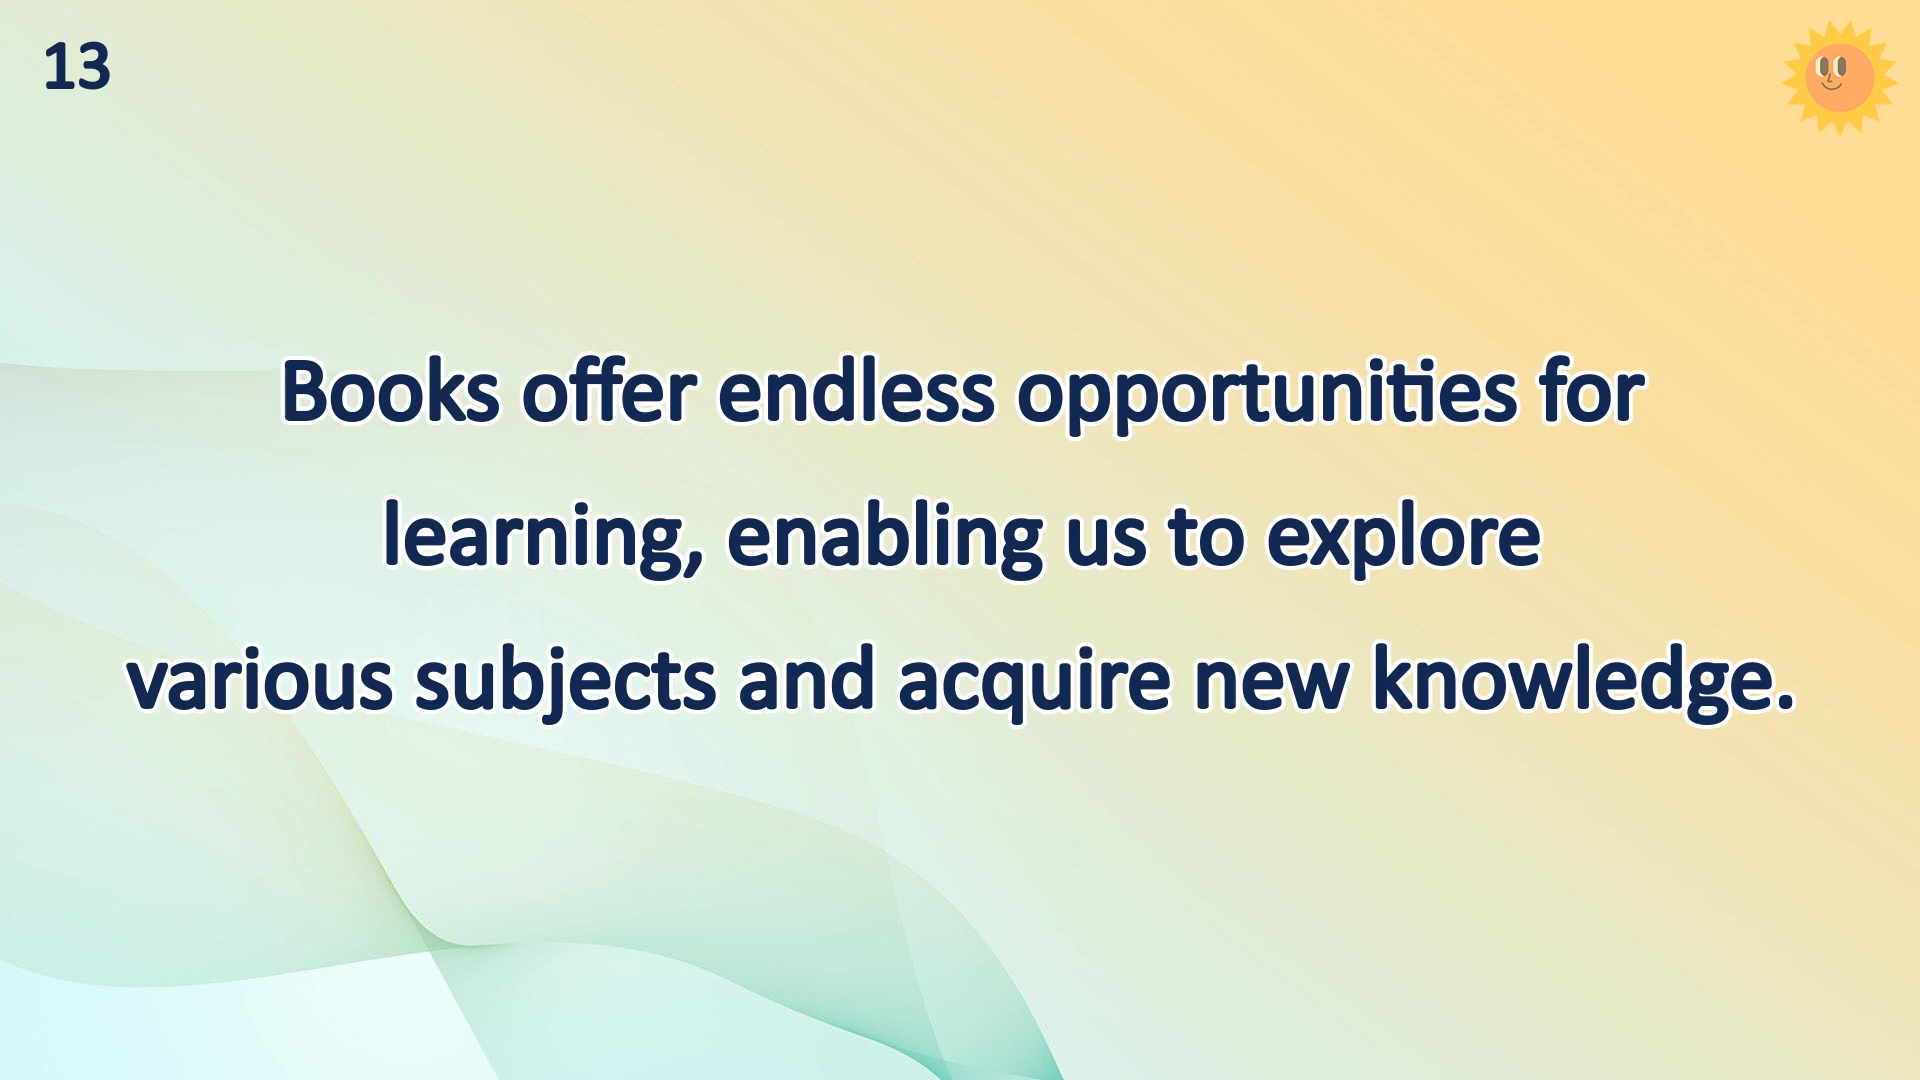 13
Books offer endless opportunities for
learning, enabling us to explore
various subjects and acquire new knowledge.